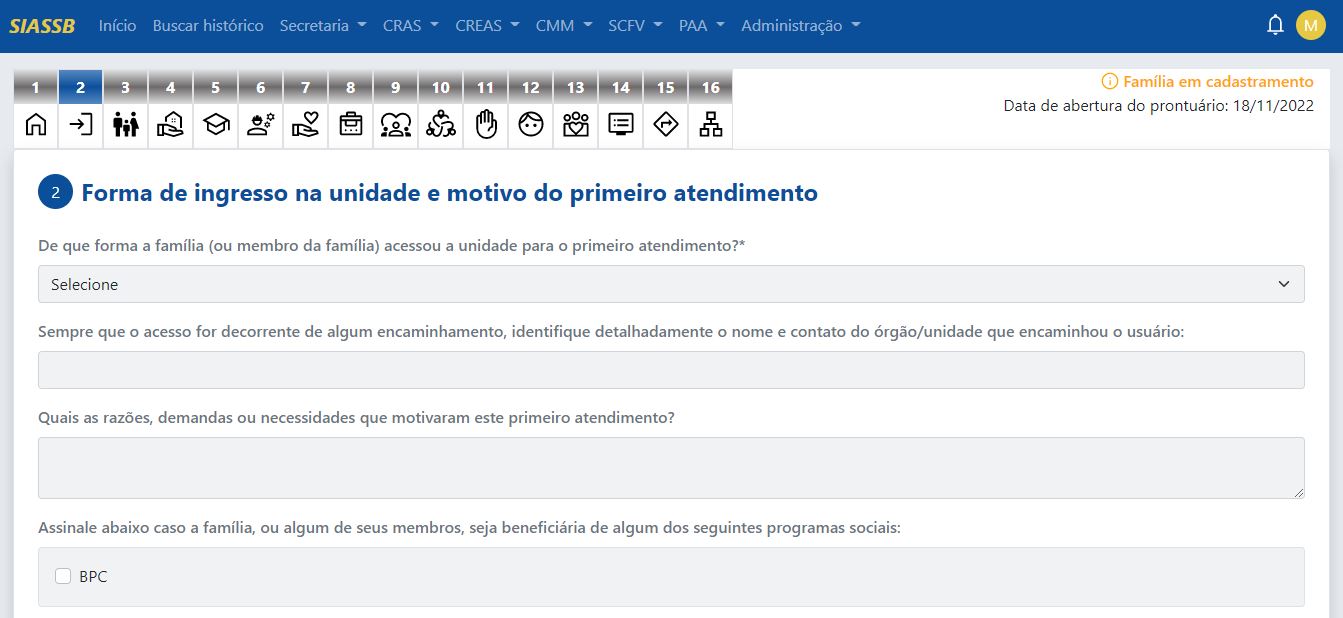 SIASSB Início Buscar histórico Secretaria CRAS CREAS CMM SCFV PAA Administração M
1 2 3 4 5 6 7 8 9 10 11 12 13 14 15 16
Família em cadastramento
Data de abertura do prontuário: 18/11/2022
2 Forma de ingresso na unidade e motivo do primeiro atendimento
De que forma a família (ou membro da família) acessou a unidade para o primeiro atendimento?*
Selecione
Sempre que o acesso for decorrente de algum encaminhamento, identifique detalhadamente o nome e contato do órgão/unidade que encaminhou o usuário:
Quais as razões, demandas ou necessidades que motivaram este primeiro atendimento?
Assinale abaixo caso a família, ou algum de seus membros, seja beneficiária de algum dos seguintes programas sociais:
BPC